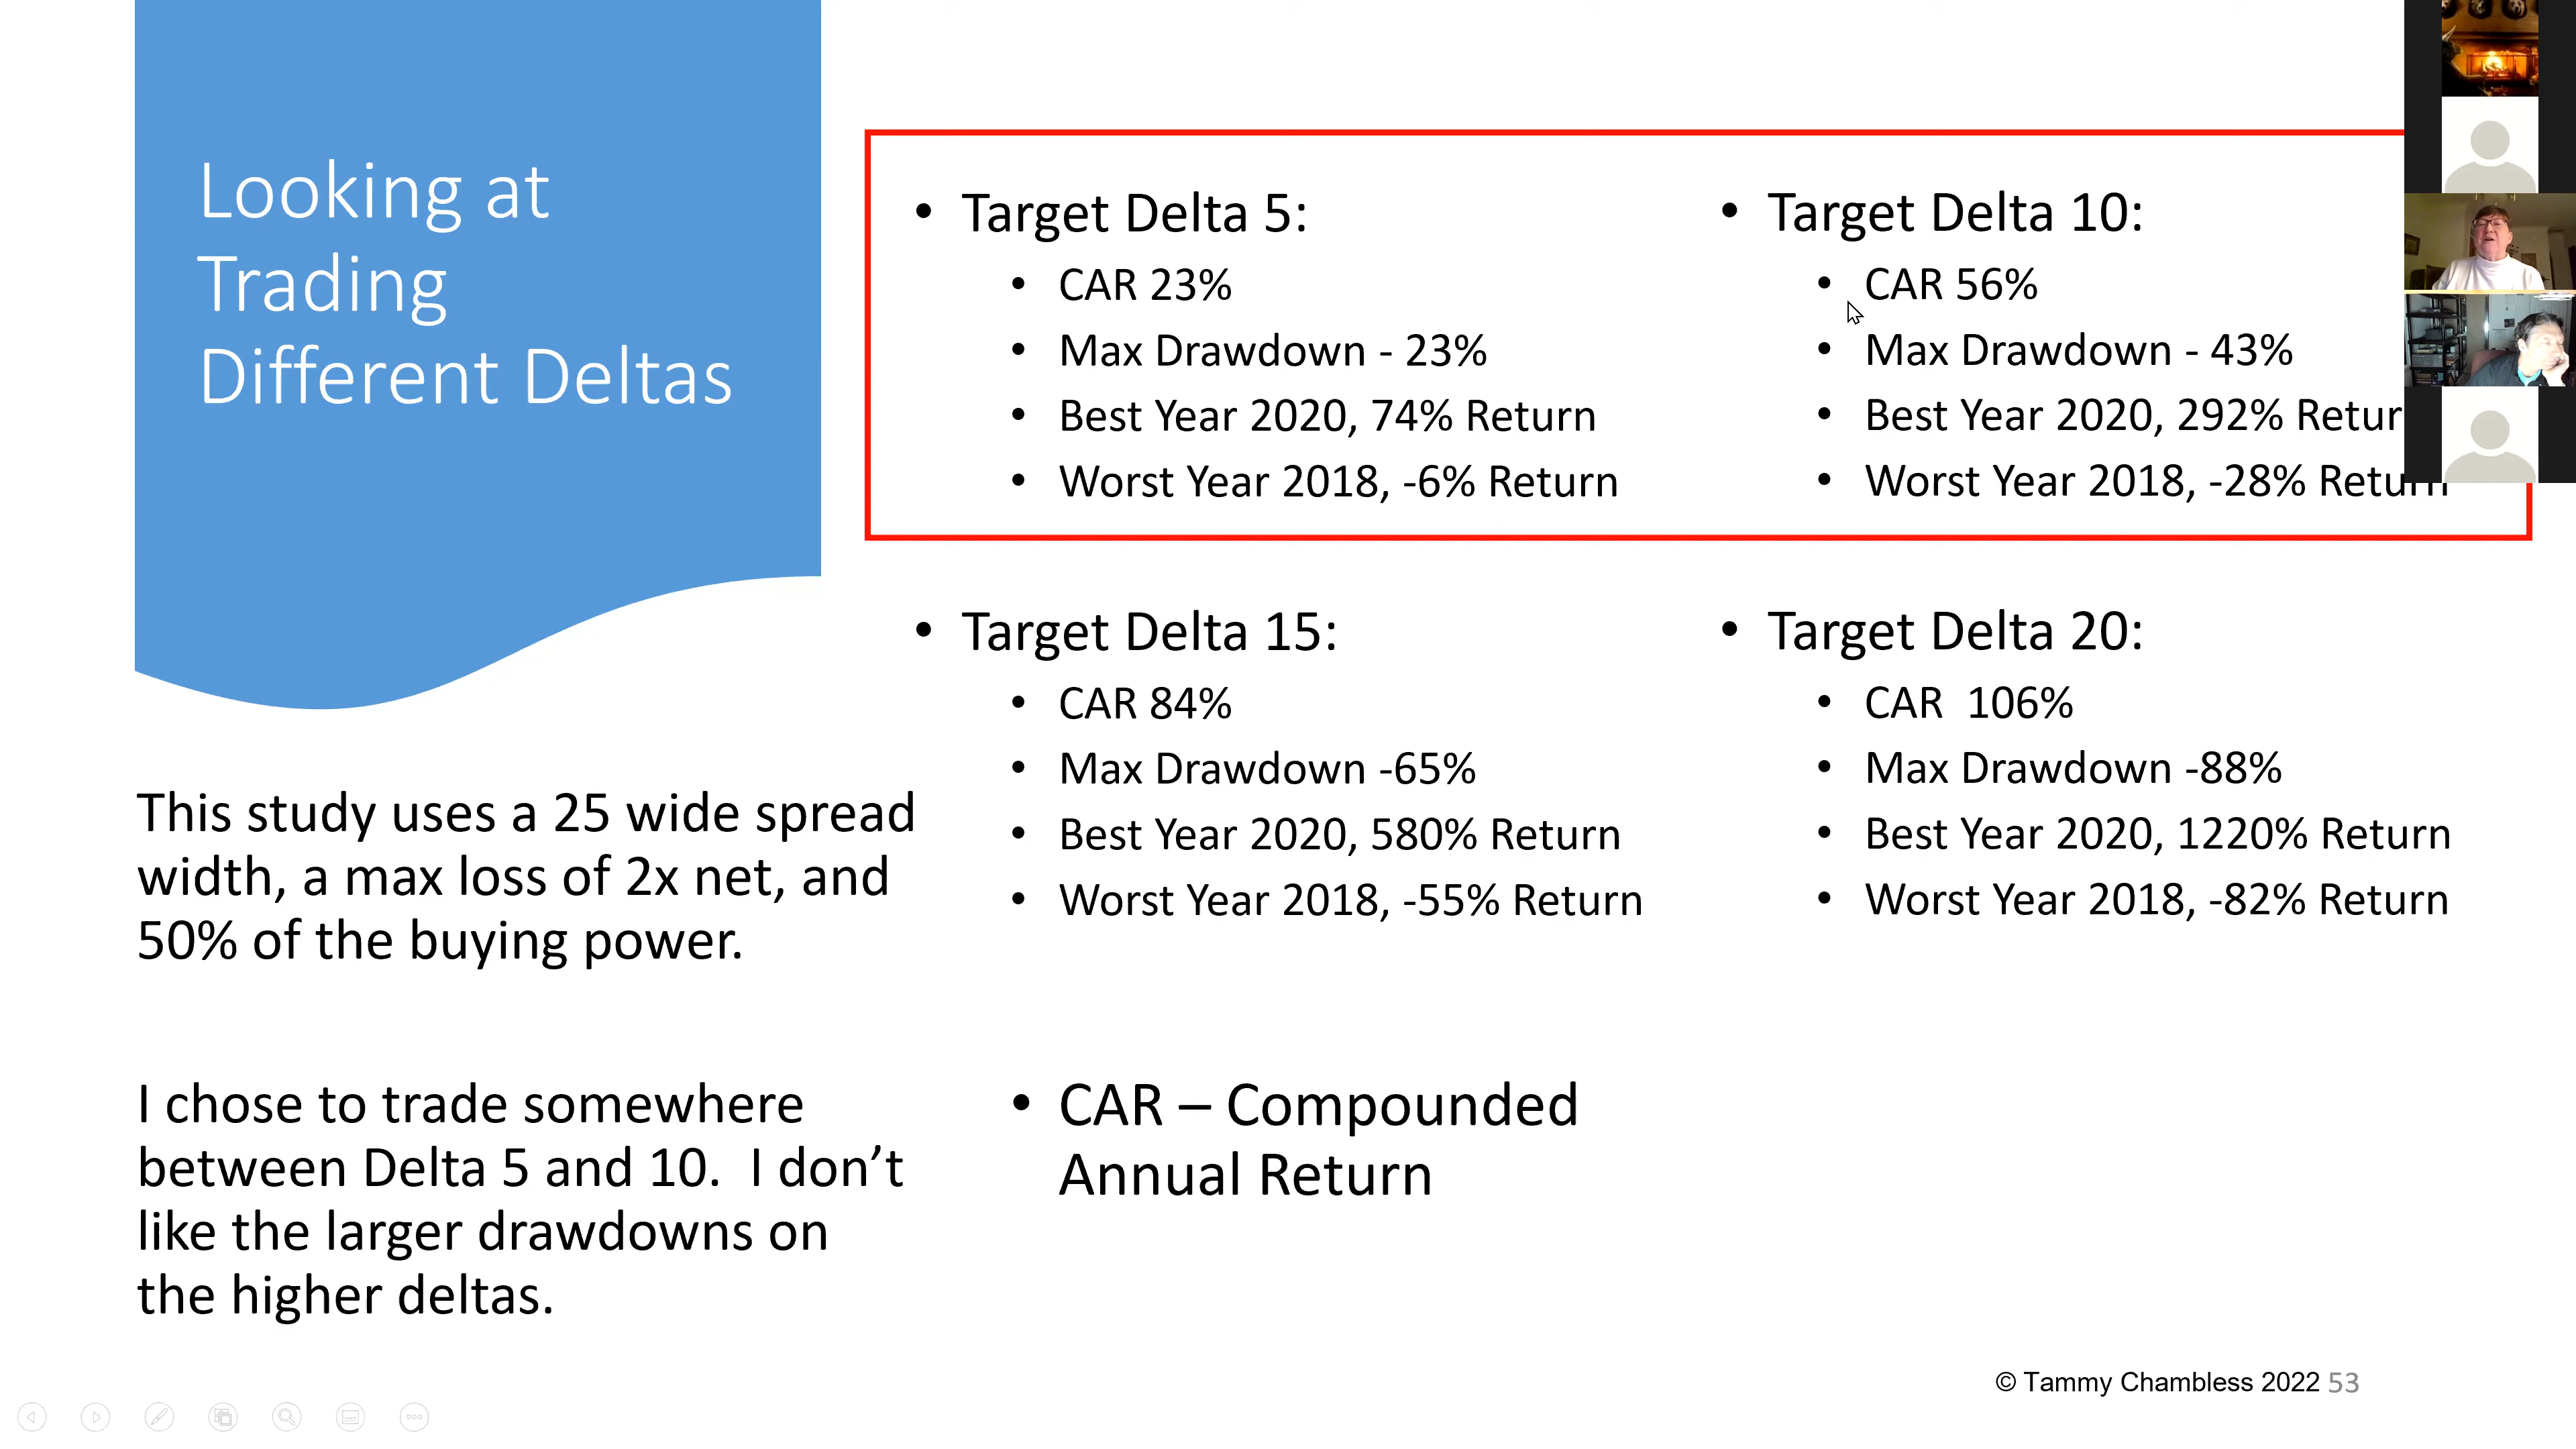 Looking at
Trading
Different Deltas
This study uses a 25 wide spread
width, a max loss of 2x net, and
50% of the buying power.
I chose to trade somewhere
between Delta 5 and 10.  I don’t
like the larger drawdowns on
the higher deltas.
• Target Delta 5:
• CAR 23%
• Max Drawdown - 23%
• Best Year 2020, 74% Return
• Worst Year 2018, -6% Return
• Target Delta 10:
• CAR 56%
• Max Drawdown - 43%
• Best Year 2020, 292% Retur
• Worst Year 2018, -28% Return
• Target Delta 15:
• CAR 84%
• Max Drawdown -65%
• Best Year 2020, 580% Return
• Worst Year 2018, -55% Return
• Target Delta 20:
• CAR  106%
• Max Drawdown -88%
• Best Year 2020, 1220% Return
• Worst Year 2018, -82% Return
• CAR – Compounded
Annual Return
© Tammy Chambless 2022 53